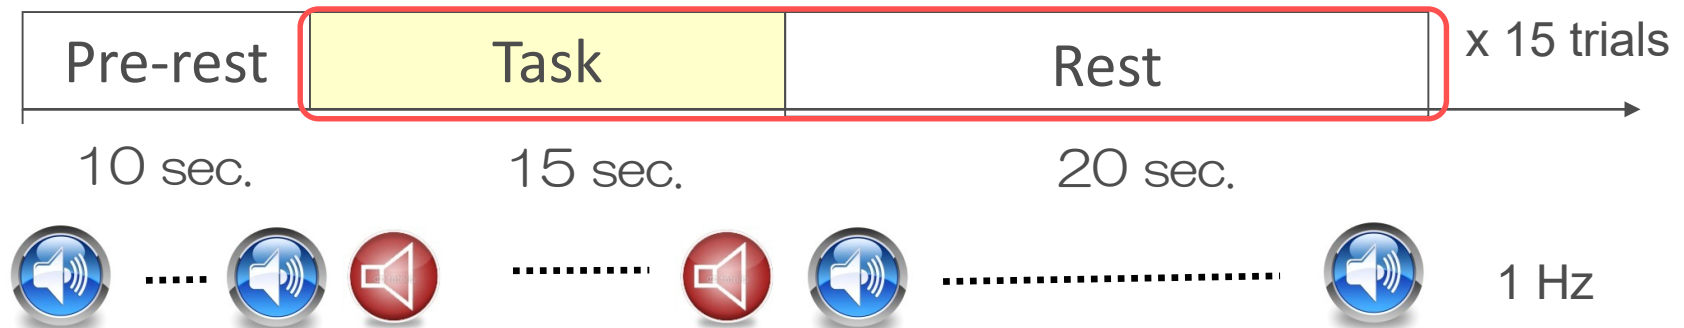 Pre-rest Task Rest x 15 trials
10 sec. 15 sec. 20 sec.
1 Hz